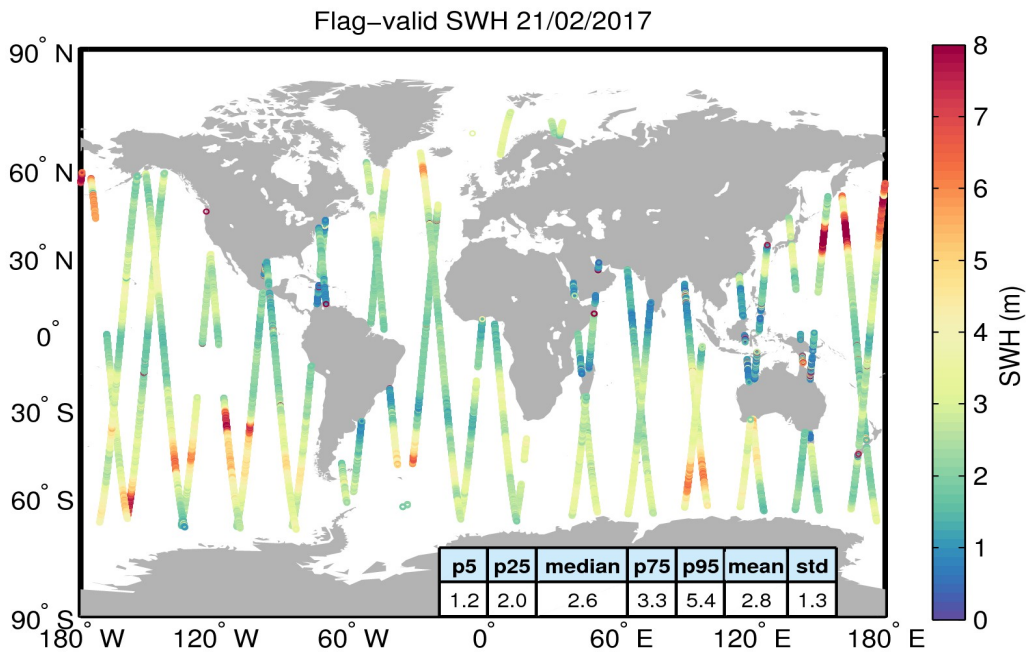 Flag−valid SWH 21/02/2017
90° N
60° N
30° N
0°
30° S
60° S
90° S
180° W
120° W
60° W
0°
60° E
120° E
180° E
p5 p25 median p75 p95 mean std
1.2 2.0 2.6 3.3 5.4 2.8 1.3
8
7
6
5
4
3
2
1
0
SWH (m)